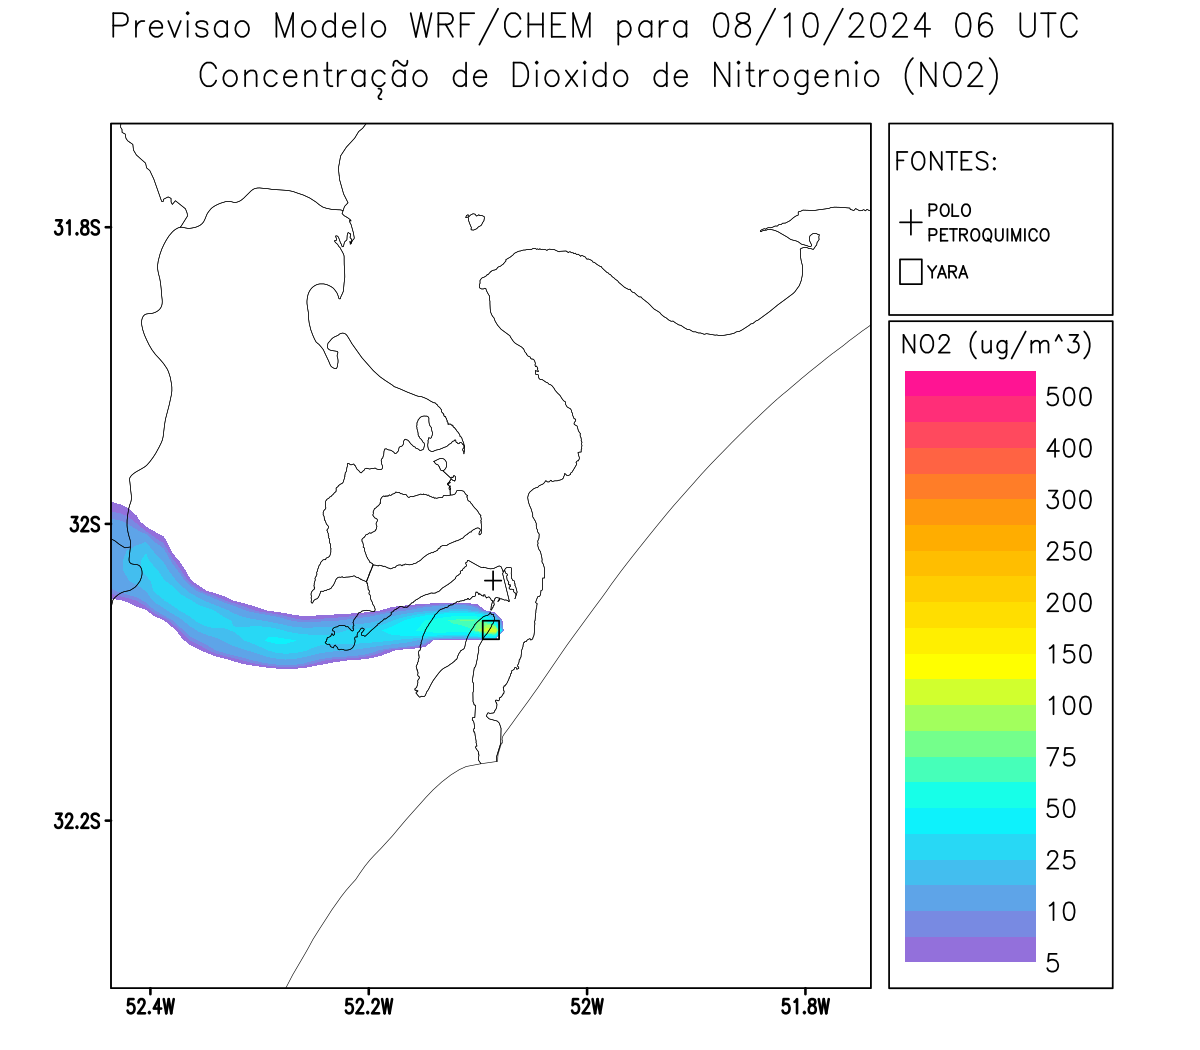 Previsao Modelo WRF/CHEM para 08/10/2024 06 UTC
Concentração de Dioxido de Nitrogenio (NO2)
FONTES:
POLO
PETROQUIMICO
YARA
NO2 (ug/m^3)
500
400
300
250
200
150
100
75
50
25
10
5
31.8S
32S
32.2S
52.4W
52.2W
52W
51.8W